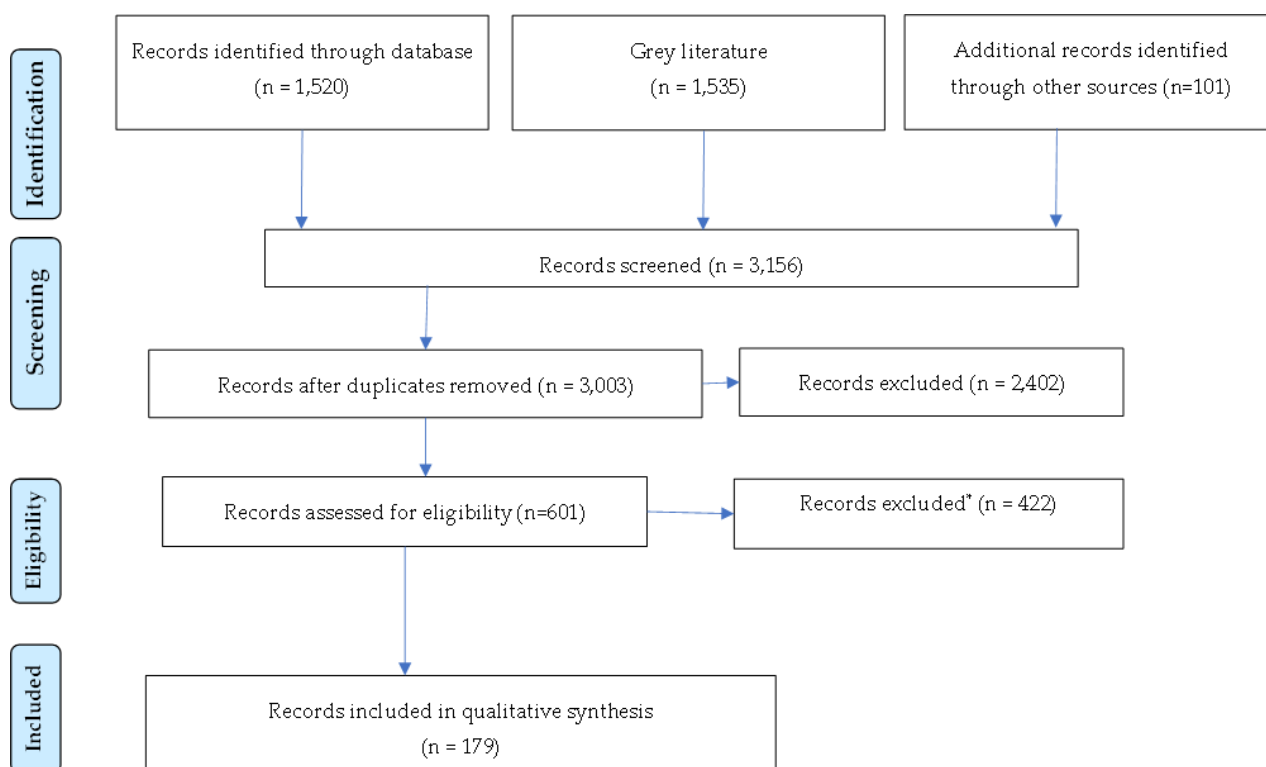 Identification
Records identified through database
(n = 1,520)
Grey literature
(n = 1,535)
Additional records identified
through other sources (n=101)
Screening
Records screened (n = 3,156)
Records after duplicates removed (n = 3,003)
Records excluded (n = 2,402)
Eligibility
Records assessed for eligibility (n=601)
Records excluded* (n = 422)
Included
Records included in qualitative synthesis
(n = 179)